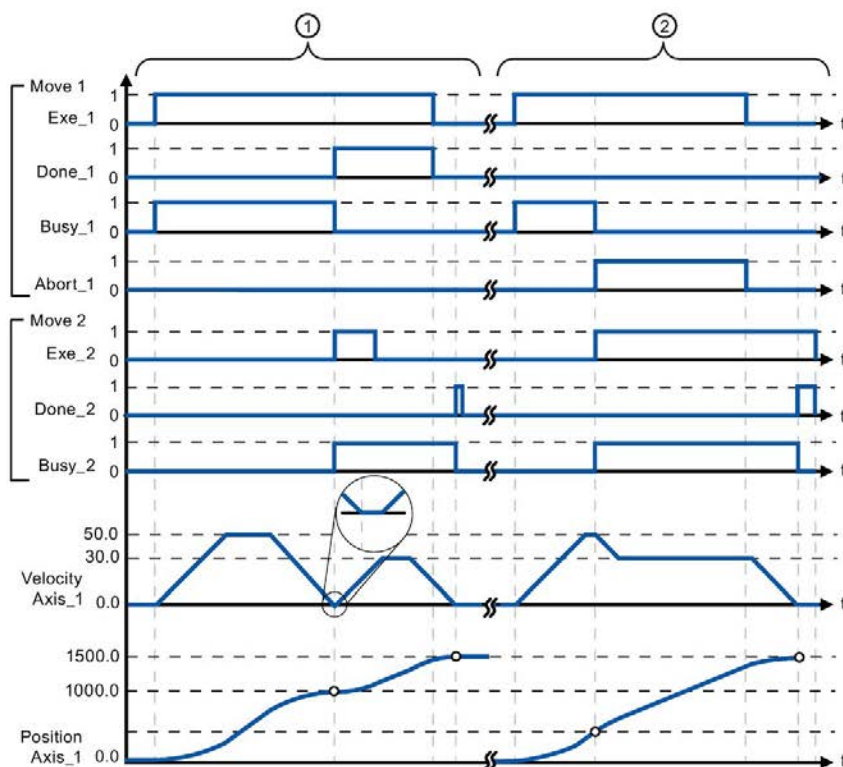 ① ②
Move 1
1
Exe_1 0 t
1
Done_1 0 t
1
Busy_1 0 t
1
Abort_1 0 t
Move 2
1
Exe_2 0 t
1
Done_2 0 t
1
Busy_2 0 t
50.0
30.0
Velocity
Axis_1 0.0 t
1500.0
1000.0
Position
Axis_1 0.0 t